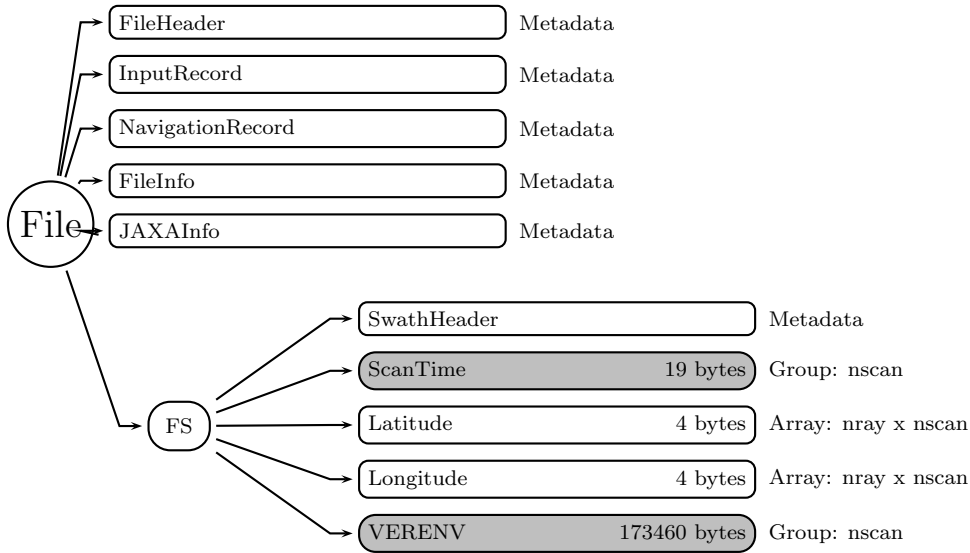 FileHeader Metadata
InputRecord Metadata
NavigationRecord Metadata
FileInfo Metadata
File
JAXAInfo Metadata
SwathHeader Metadata
ScanTime 19 bytes Group: nscan
FS
Latitude 4 bytes Array: nray x nscan
Longitude 4 bytes Array: nray x nscan
VERENV 173460 bytes Group: nscan